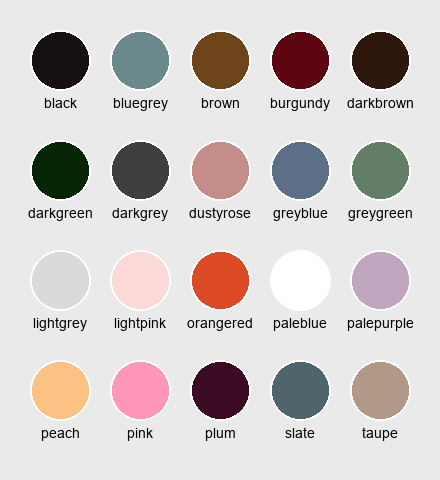 black bluegrey brown burgundy darkbrown
darkgreen darkgrey dustyrose greyblue greygreen
lightgrey lightpink orangered paleblue palepurple
peach pink plum slate taupe